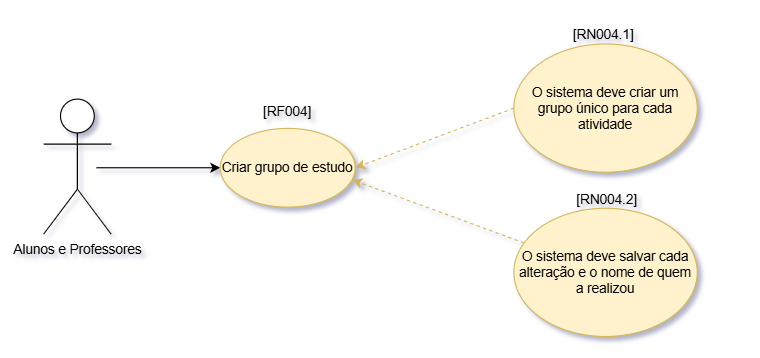 [RN004.1]
O sistema deve criar um
grupo único para cada
atividade
[RF004]
Criar grupo de estudo
[RN004.2]
Alunos e Professores
O sistema deve salvar cada
alteração e o nome de quem
a realizou